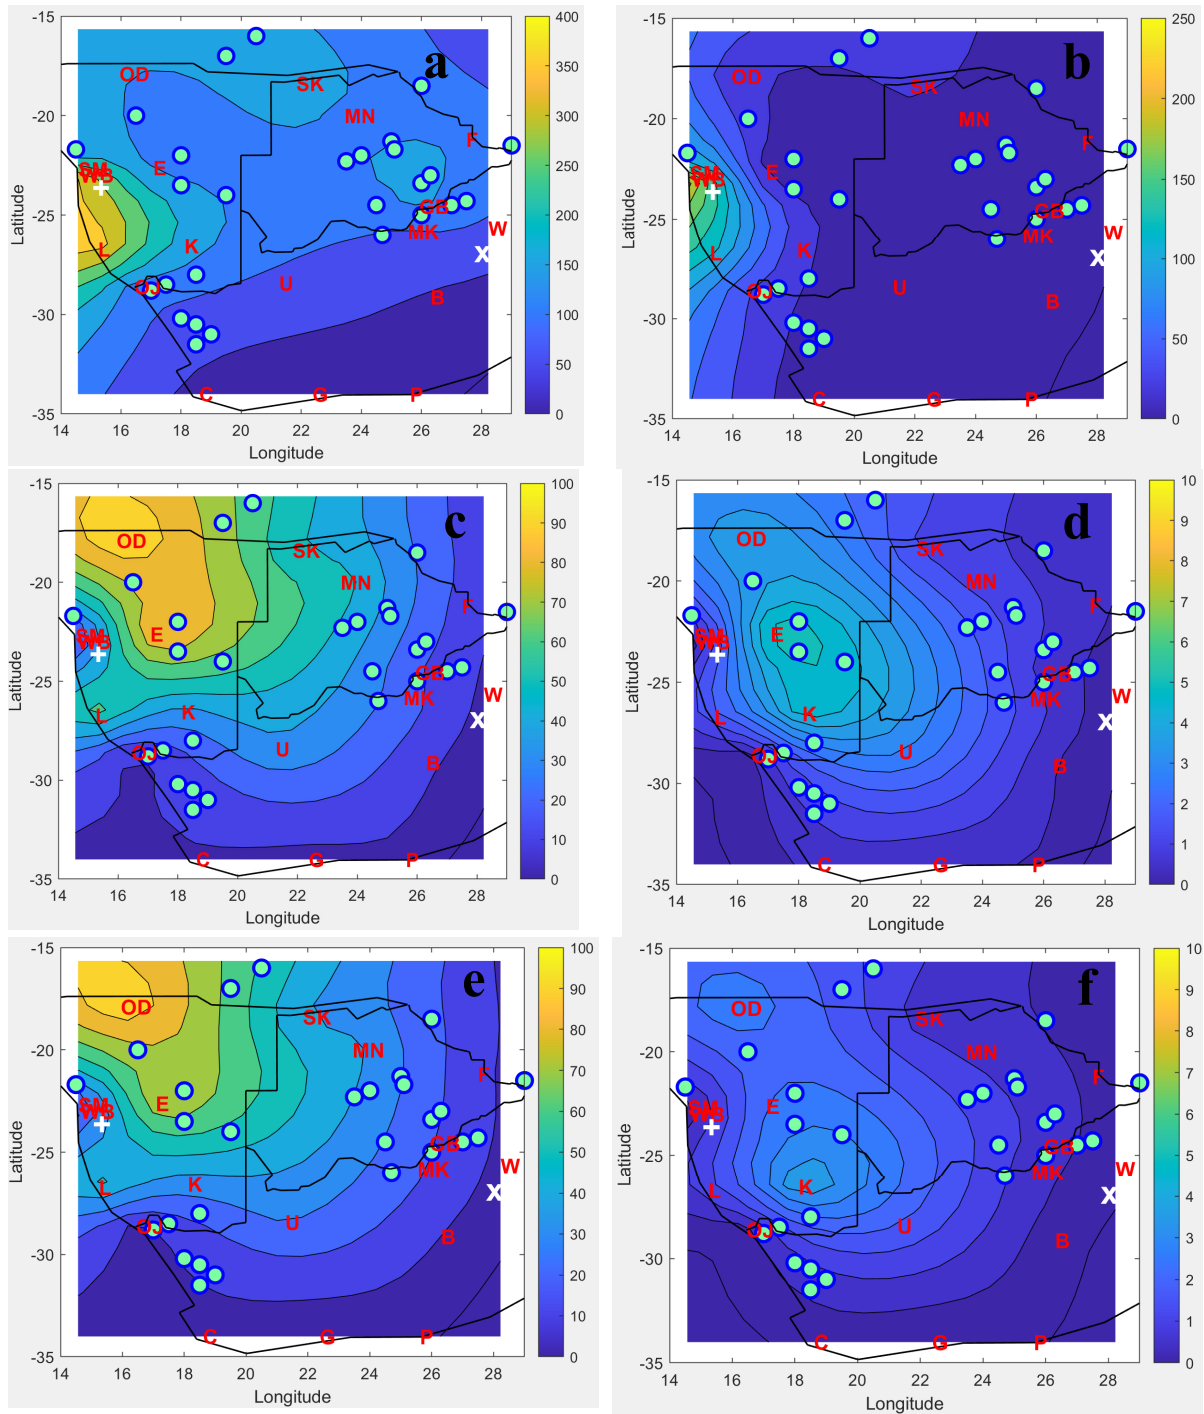 a
-15
-20
-25
-30
-35
Latitude
14 16 18 20 22 24 26 28
Longitude
400
350
300
250
200
150
100
50
0
OD
SK
MN
F
E
SM
WB
GB
W
MK
K
L
X
OJ
U
B
C
G
P
b
-15
-20
-25
-30
-35
Latitude
14 16 18 20 22 24 26 28
Longitude
250
200
150
100
50
0
OD
SK
MN
F
E
SM
WB
GB
W
MK
K
L
X
OJ
U
B
C
G
P
c
-15
-20
-25
-30
-35
Latitude
14 16 18 20 22 24 26 28
Longitude
100
90
80
70
60
50
40
30
20
10
0
OD
SK
MN
F
E
SM
WB
GB
W
MK
K
L
X
OJ
U
B
C
G
P
d
-15
-20
-25
-30
-35
Latitude
14 16 18 20 22 24 26 28
Longitude
10
9
8
7
6
5
4
3
2
1
0
OD
SK
MN
F
E
SM
WB
GB
W
MK
K
L
X
OJ
U
B
C
G
P
e
-15
-20
-25
-30
-35
Latitude
14 16 18 20 22 24 26 28
Longitude
100
90
80
70
60
50
40
30
20
10
0
OD
SK
MN
F
E
SM
WB
GB
W
MK
K
L
X
OJ
U
B
C
G
P
f
-15
-20
-25
-30
-35
Latitude
14 16 18 20 22 24 26 28
Longitude
10
9
8
7
6
5
4
3
2
1
0
OD
SK
MN
F
E
SM
WB
GB
W
MK
K
L
X
OJ
U
B
C
G
P